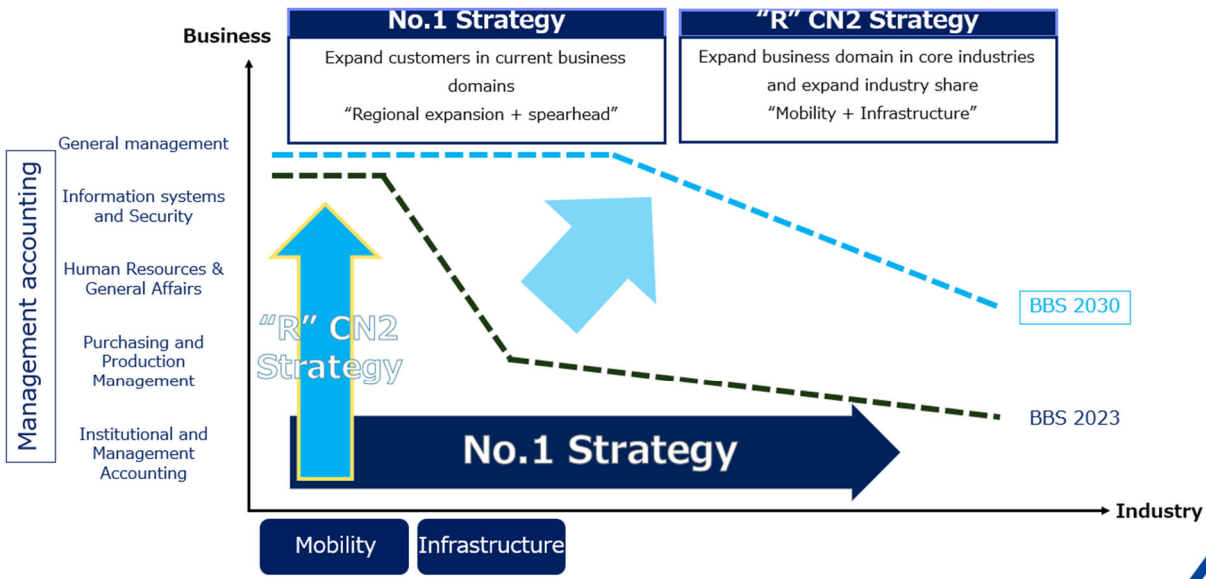 No.1 Strategy
Expand customers in current business
domains
“Regional expansion + spearhead”
“R” CN2 Strategy
Expand business domain in core industries
and expand industry share
“Mobility + Infrastructure”
Business
Management accounting
General management
Information systems
and Security
Human Resources &
General Affairs
Purchasing and
Production
Management
Institutional and
Management
Accounting
“R” CN2
Strategy
No.1 Strategy
BBS 2030
BBS 2023
Industry
Mobility
Infrastructure